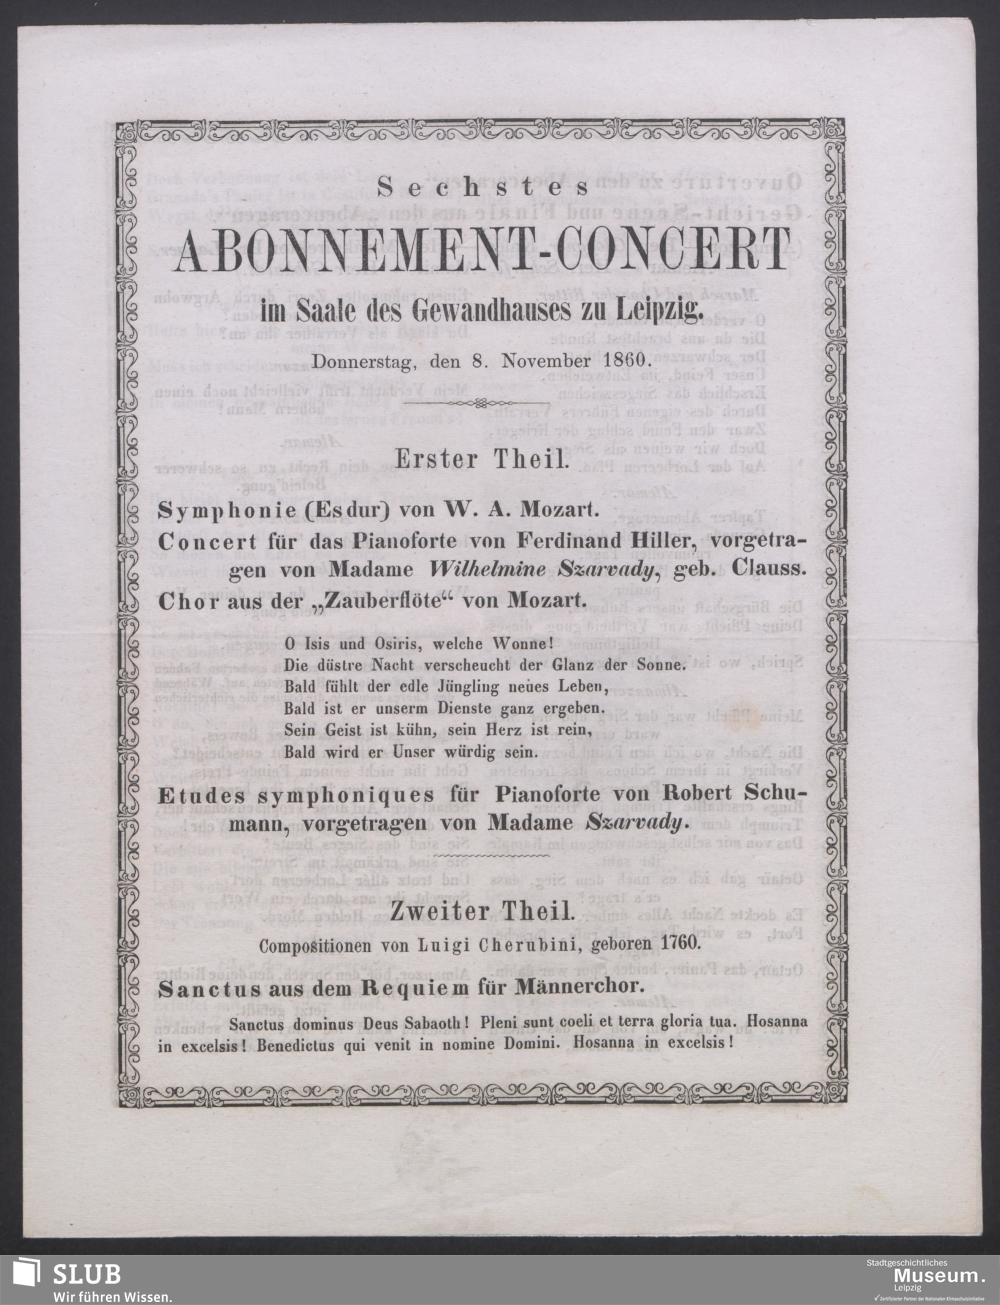 Sechstes
ABONNEMENT-CONCERT
im Saale des Gewandhauses zu Leipzig.
Donnerstag, den 8. November 1860.
Erster Theil.
Symphonie (Es dur) von W. A. Mozart.
Concert für das Pianoforte von Ferdinand Hiller, vorgetra-
gen von Madame Wilhelmine Szarvady, geb. Clauss.
Chor aus der „Zauberflöte“ von Mozart.
O Isis und Osiris, welche Wonne!
Die düstre Nacht verscheucht der Glanz der Sonne.
Bald fühlt der edle Jüngling neues Leben,
Bald ist er unserm Dienste ganz ergeben.
Sein Geist ist kühn, sein Herz ist rein,
Bald wird er Unser würdig sein.
Etudes symphoniques für Pianoforte von Robert Schu-
mann, vorgetragen von Madame Szarvady.
Zweiter Theil.
Compositionen von Luigi Cherubini, geboren 1760.
Sanctus aus dem Requiem für Männerchor.
Sanctus dominus Deus Sabaoth! Pleni sunt coeli et terra gloria tua. Hosanna
in excelsis! Benedictus qui venit in nomine Domini. Hosanna in excelsis!
SLUB
Wir führen Wissen.
Stadtgeschichtliches
Museum.
Leipzig
Zertifizierter Partner der Nationalen Klimaschutzinitiative